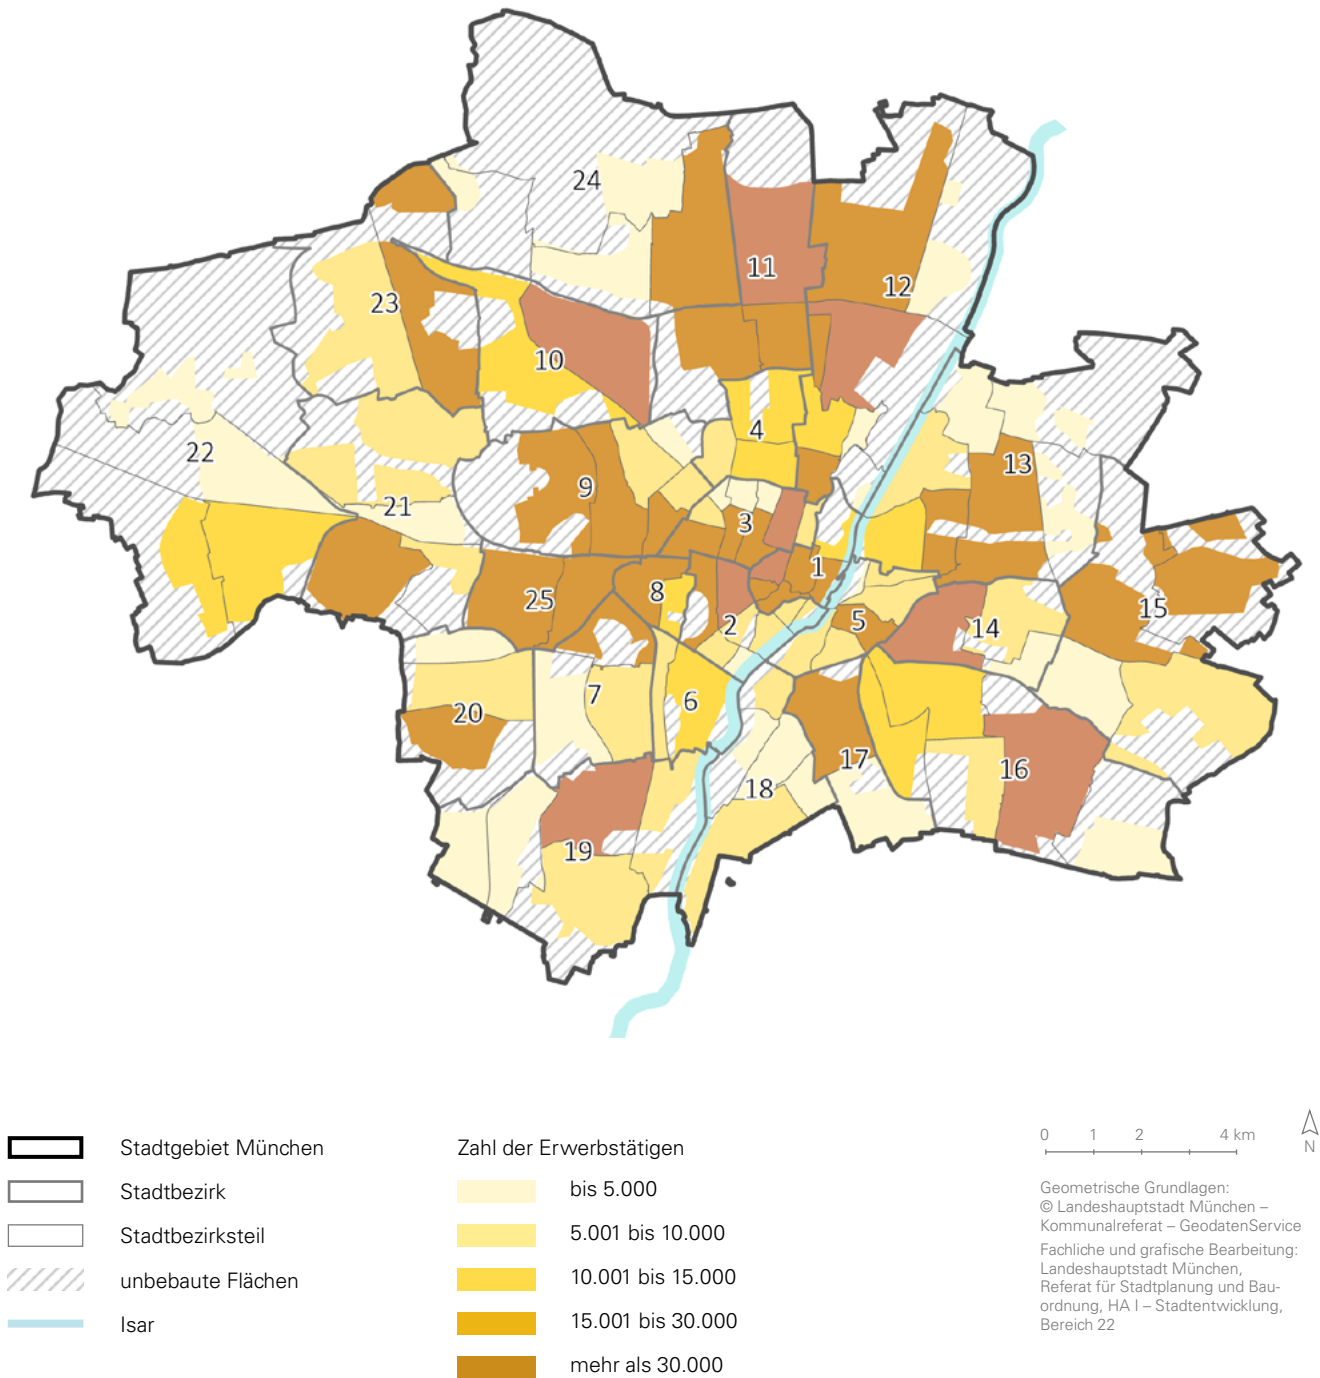 24
11
12
23
10
4
22
9
13
21
3
1
25
8
2
5
14
15
7
6
20
17
16
18
19
Stadtgebiet München
Stadtbezirk
Stadtbezirksteil
unbebaute Flächen
Isar
Zahl der Erwerbstätigen
bis 5.000
5.001 bis 10.000
10.001 bis 15.000
15.001 bis 30.000
mehr als 30.000
0 1 2 4 km
N
Geometrische Grundlagen:
© Landeshauptstadt München –
Kommunalreferat – GeodatenService
Fachliche und grafische Bearbeitung:
Landeshauptstadt München,
Referat für Stadtplanung und Bau-
ordnung, HA I – Stadtentwicklung,
Bereich 22